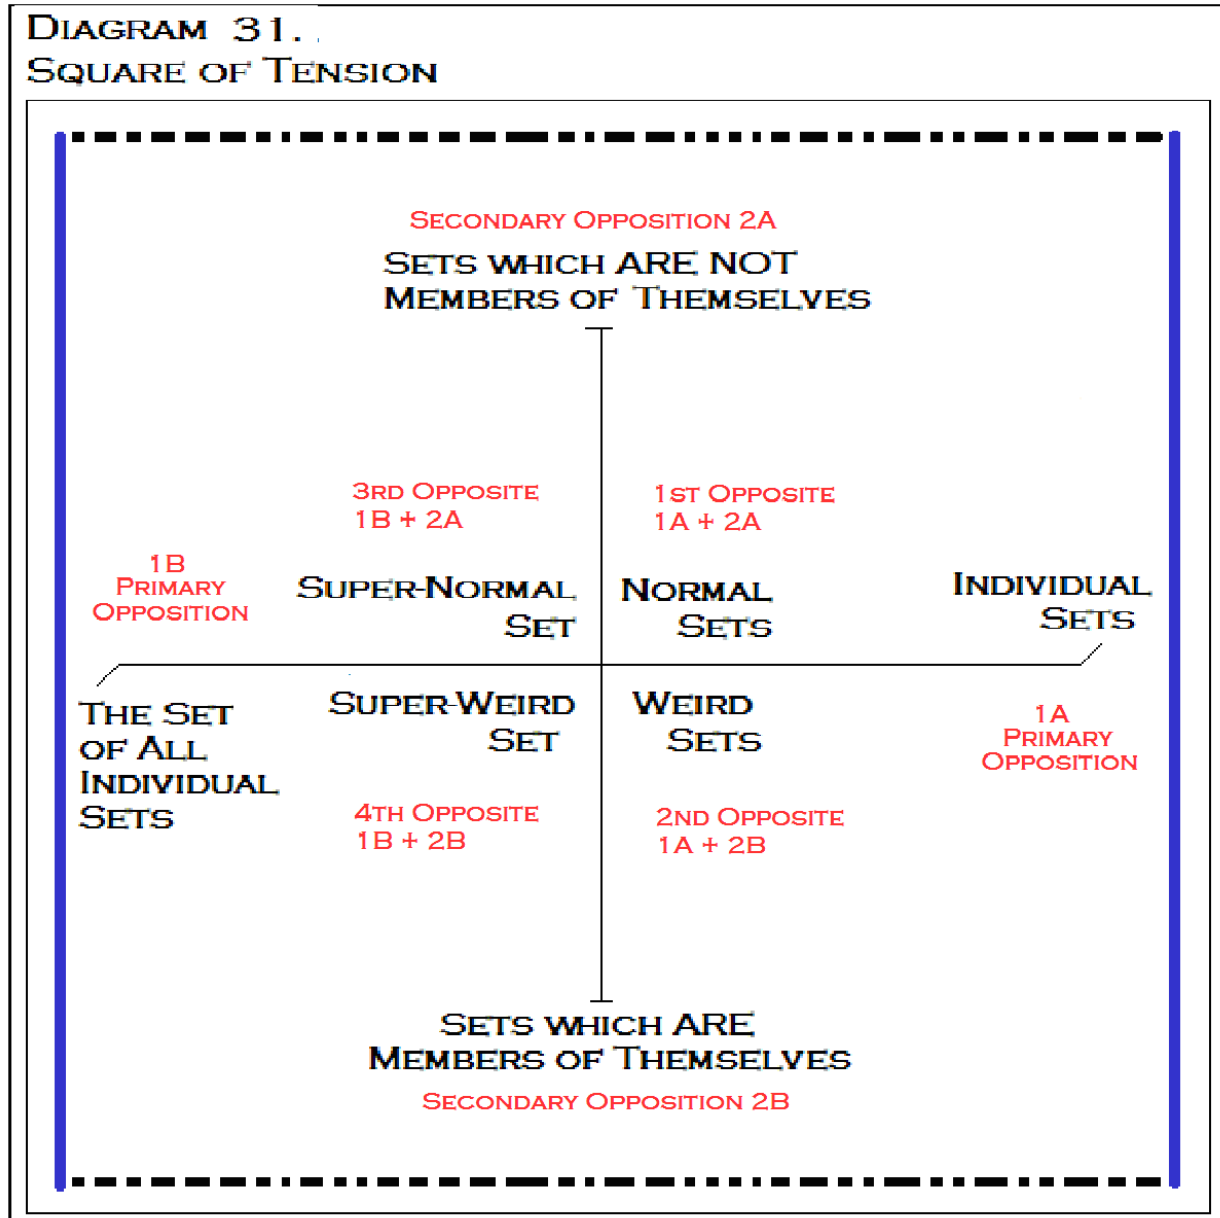 DIAGRAM 31.
SQUARE OF TENSION
SECONDARY OPPOSITION 2A
SETS WHICH ARE NOT
MEMBERS OF THEMSELVES
3RD OPPOSITE
1B + 2A
1ST OPPOSITE
1A + 2A
1B
PRIMARY
OPPOSITION
SUPER-NORMAL
SET
NORMAL
SETS
INDIVIDUAL
SETS
THE SET
OF ALL
INDIVIDUAL
SETS
SUPER-WEIRD
SET
WEIRD
SETS
1A
PRIMARY
OPPOSITION
4TH OPPOSITE
1B + 2B
2ND OPPOSITE
1A + 2B
SETS WHICH ARE
MEMBERS OF THEMSELVES
SECONDARY OPPOSITION 2B